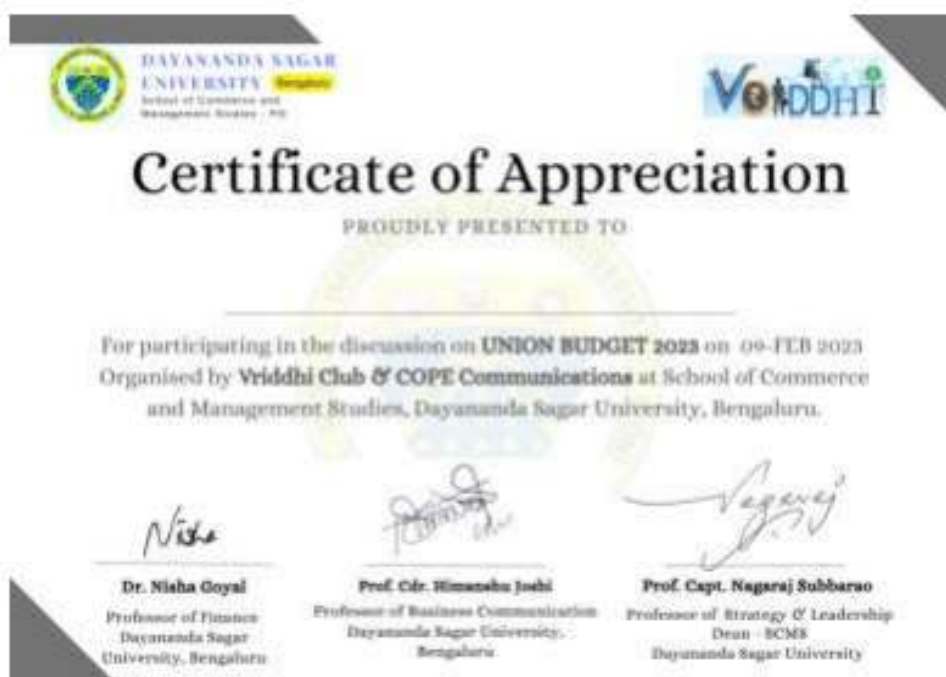 DAYANANDA SAGAR
UNIVERSITY Bengaluru
School of Commerce and
Management Studies - PG
VRIDDHI
Certificate of Appreciation
PROUDLY PRESENTED TO
For participating in the discussion on UNION BUDGET 2023 on 09-FEB 2023
Organised by Vriddhi Club & COPE Communications at School of Commerce
and Management Studies, Dayananda Sagar University, Bengaluru.
Nisha
Nagaraj
Dr. Nisha Goyal
Prof. Cdr. Himanshu Joshi
Prof. Capt. Nagaraj Subbarao
Professor of Finance
Dayananda Sagar
University, Bengaluru
Professor of Business Communication
Dayananda Sagar University,
Bengaluru
Professor of Strategy & Leadership
Dean - SCMS
Dayananda Sagar University